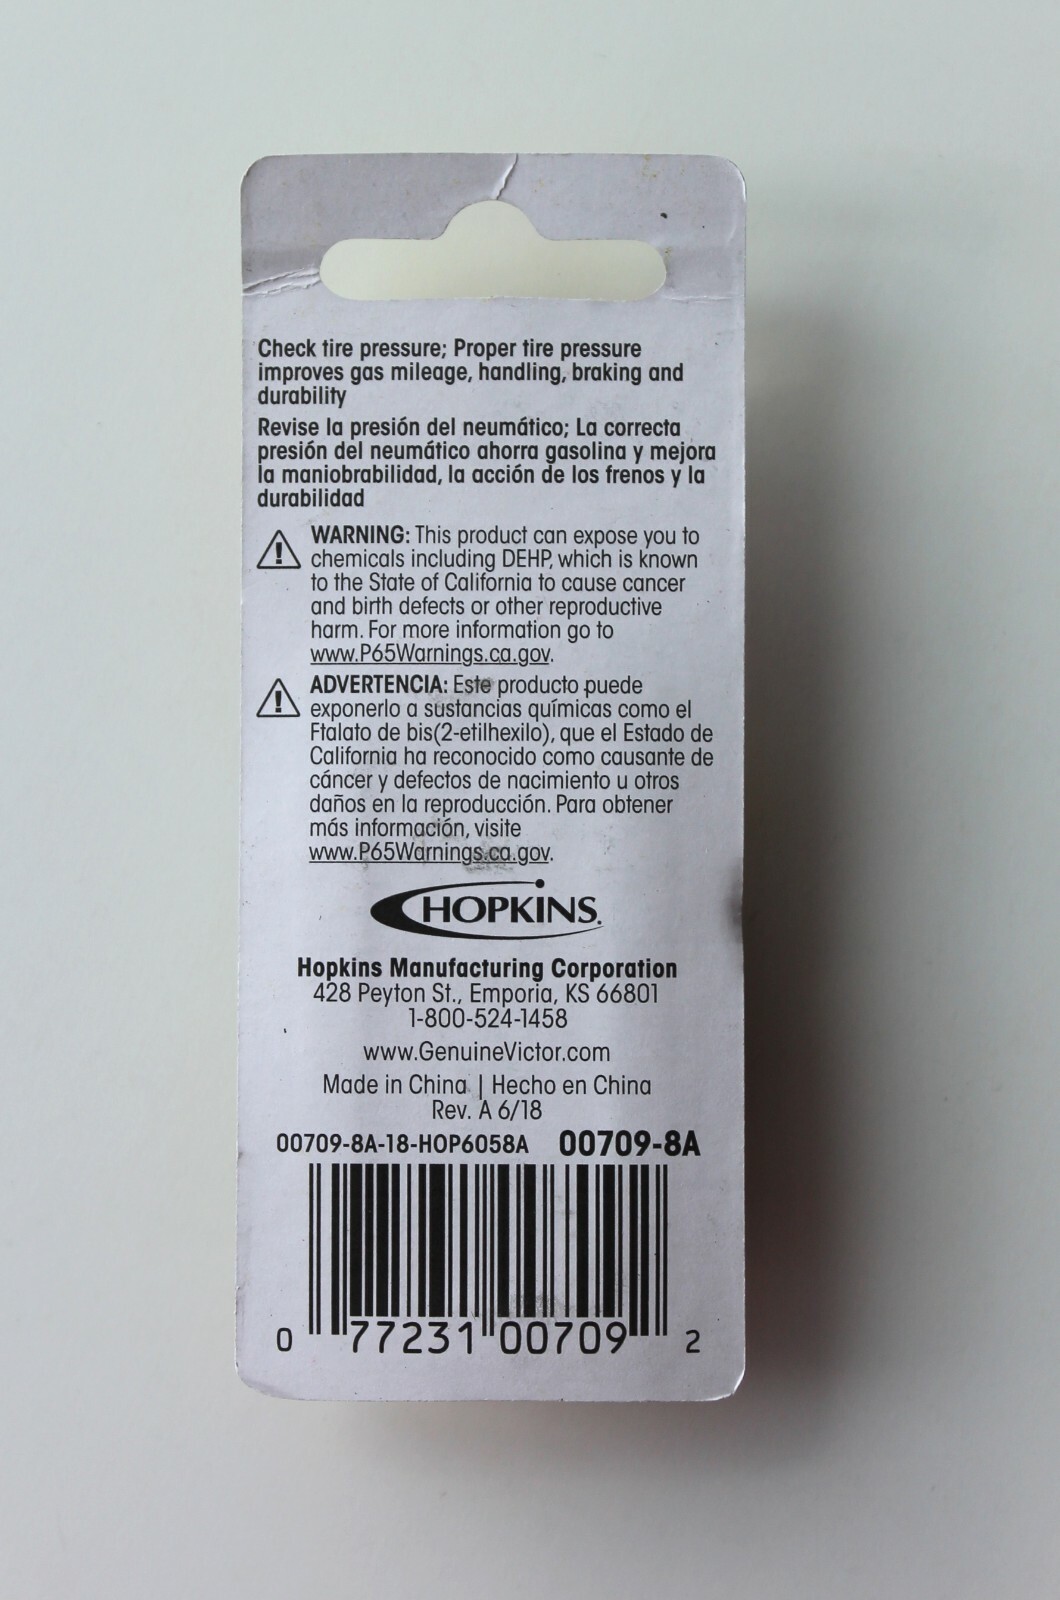 Check tire pressure; Proper tire pressure
improves gas mileage, handling, braking and
durability
Revise la presión del neumático; La correcta
presión del neumático ahorra gasolina y mejora
la maniobrabilidad, la acción de los frenos y la
durabilidad
WARNING: This product can expose you to
chemicals including DEHP, which is known
to the State of California to cause cancer
and birth defects or other reproductive
harm. For more information go to
www.P65Warnings.ca.gov.
ADVERTENCIA: Este producto puede
exponerlo a sustancias químicas como el
Ftalato de bis(2-etilhexilo), que el Estado de
California ha reconocido como causante de
cáncer y defectos de nacimiento u otros
daños en la reproducción. Para obtener
más información, visite
www.P65Warnings.ca.gov.
HOPKINS.
Hopkins Manufacturing Corporation
428 Peyton St., Emporia, KS 66801
1-800-524-1458
www.GenuineVictor.com
Made in China | Hecho en China
Rev. A 6/18
00709-8A-18-HOP6058A 00709-8A
0 77231 00709 2